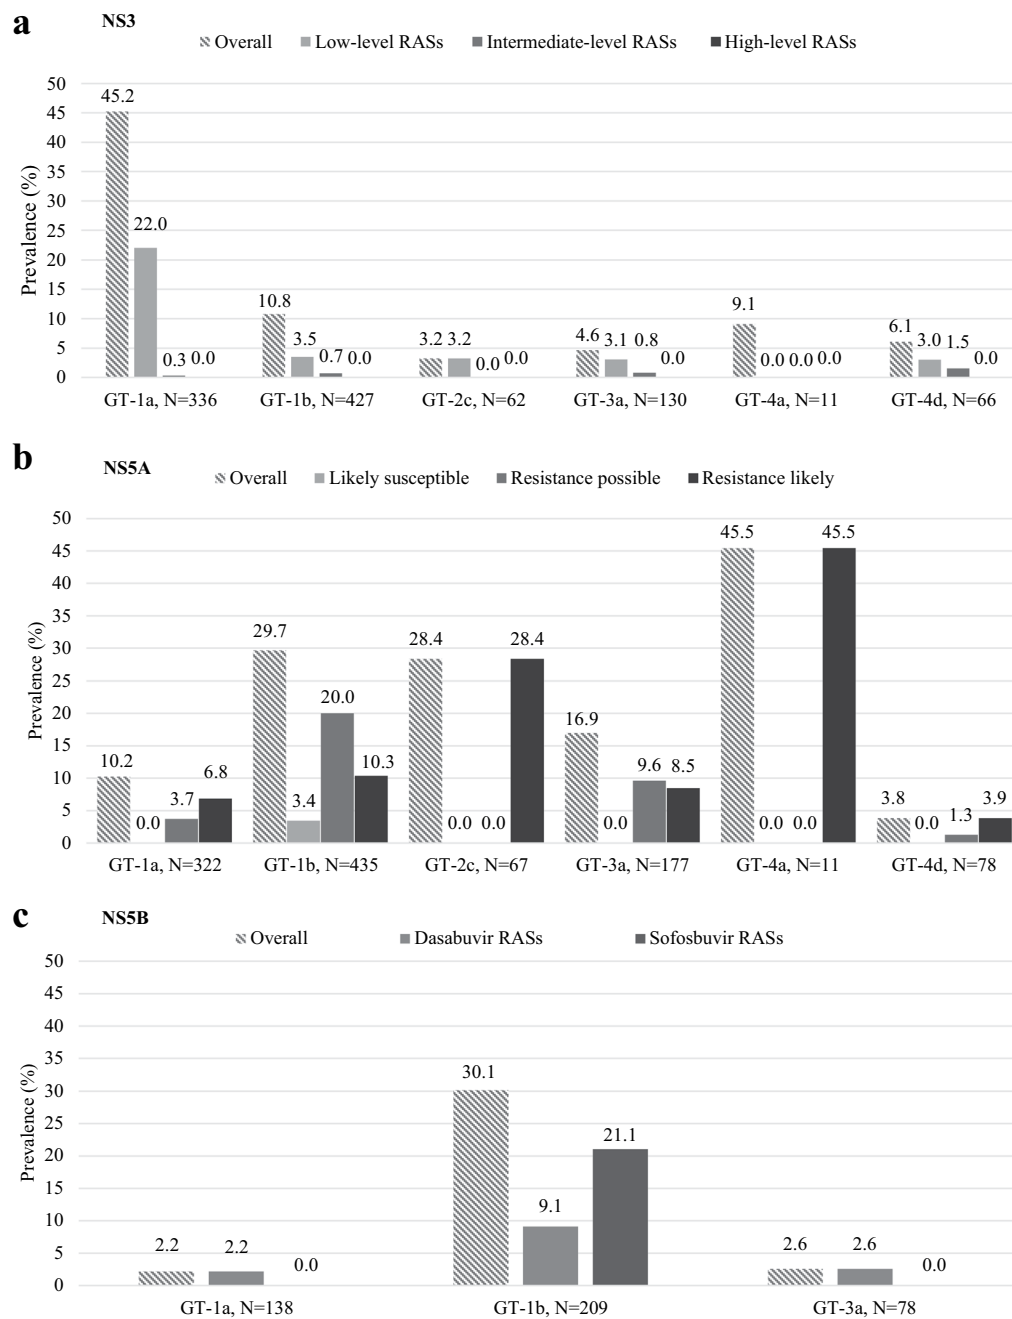 a NS3
Overall Low-level RASs Intermediate-level RASs High-level RASs
Prevalence (%)
50
45
40
35
30
25
20
15
10
5
0
45.2 22.0 0.3 0.0
10.8 3.5 0.7 0.0
3.2 3.2 0.0 0.0
4.6 3.1 0.8 0.0
9.1 0.0 0.0 0.0
6.1 3.0 1.5 0.0
GT-1a, N=336 GT-1b, N=427 GT-2c, N=62 GT-3a, N=130 GT-4a, N=11 GT-4d, N=66
b NS5A
Overall Likely susceptible Resistance possible Resistance likely
Prevalence (%)
50
45
40
35
30
25
20
15
10
5
0
10.2 0.0 3.7 6.8
29.7 3.4 20.0 10.3
28.4 0.0 0.0 28.4
16.9 0.0 9.6 8.5
45.5 0.0 0.0 45.5
3.8 0.0 1.3 3.9
GT-1a, N=322 GT-1b, N=435 GT-2c, N=67 GT-3a, N=177 GT-4a, N=11 GT-4d, N=78
c NS5B
Overall Dasabuvir RASs Sofosbuvir RASs
Prevalence (%)
50
45
40
35
30
25
20
15
10
5
0
2.2 2.2 0.0
30.1 9.1 21.1
2.6 2.6 0.0
GT-1a, N=138 GT-1b, N=209 GT-3a, N=78